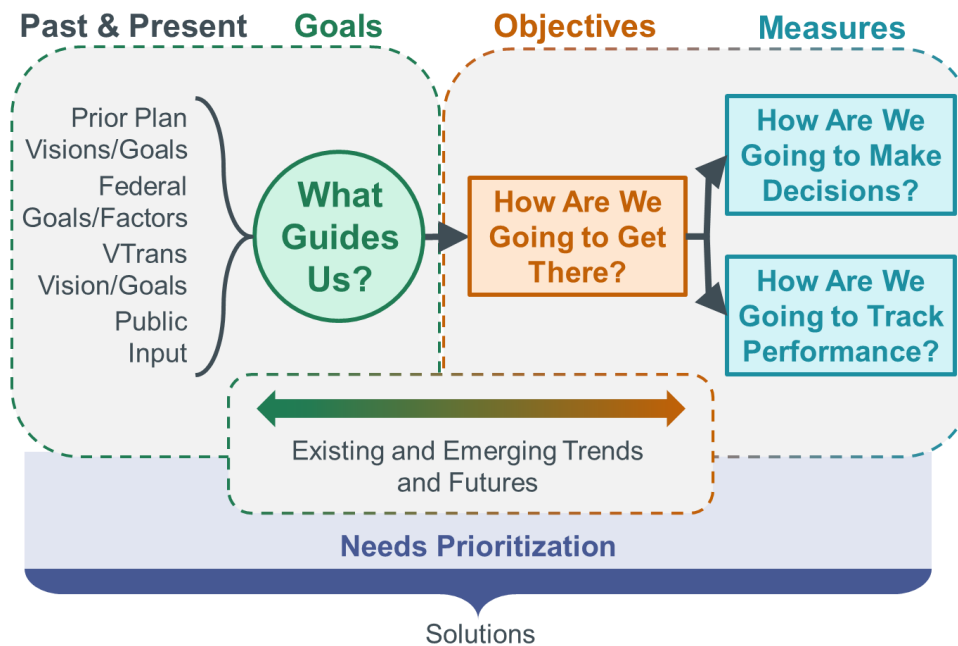 Past & Present
Goals
Objectives
Measures
Prior Plan
Visions/Goals
Federal
Goals/Factors
VTrans
Vision/Goals
Public
Input
What
Guides
Us?
How Are We
Going to Get
There?
How Are We
Going to Make
Decisions?
How Are We
Going to Track
Performance?
Existing and Emerging Trends
and Futures
Needs Prioritization
Solutions